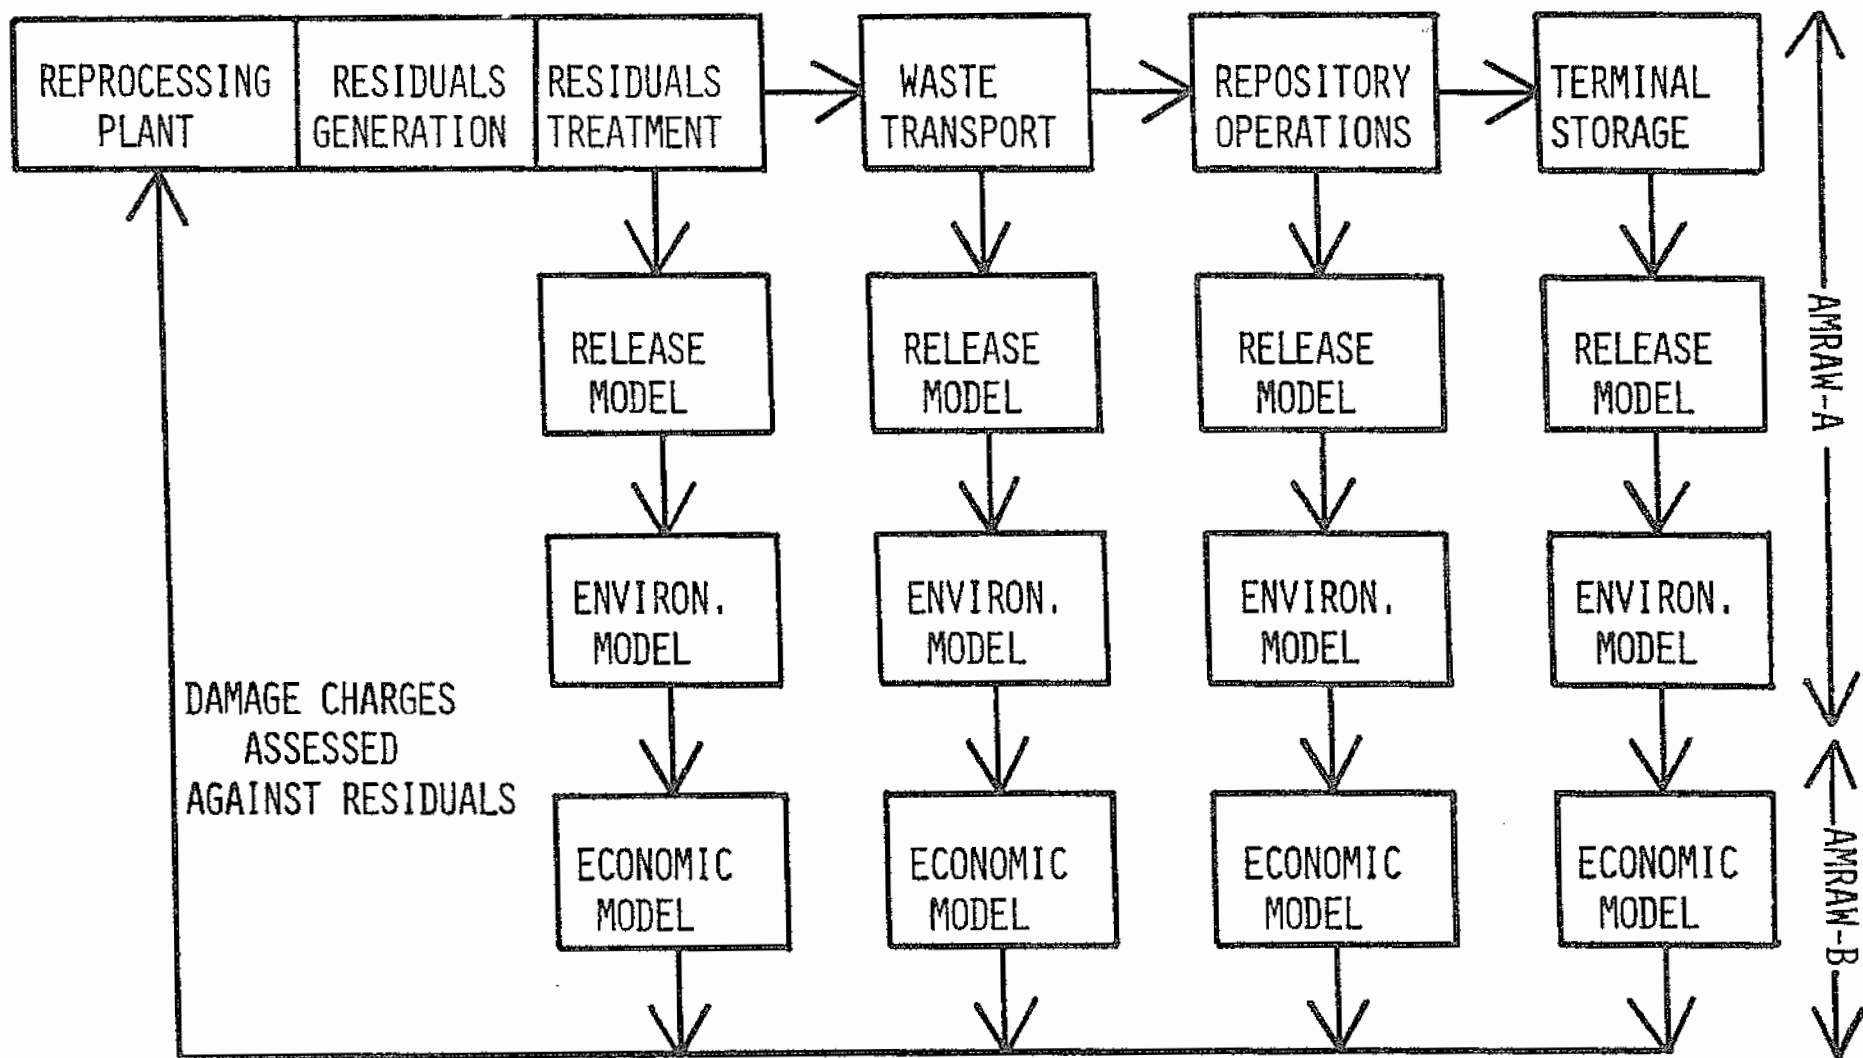 REPROCESSING
PLANT
RESIDUALS
GENERATION
RESIDUALS
TREATMENT
WASTE
TRANSPORT
REPOSITORY
OPERATIONS
TERMINAL
STORAGE
RELEASE
MODEL
RELEASE
MODEL
RELEASE
MODEL
RELEASE
MODEL
AMRAW-A
ENVIRON.
MODEL
ENVIRON.
MODEL
ENVIRON.
MODEL
ENVIRON.
MODEL
DAMAGE CHARGES
ASSESSED
AGAINST RESIDUALS
ECONOMIC
MODEL
ECONOMIC
MODEL
ECONOMIC
MODEL
ECONOMIC
MODEL
AMRAW-B